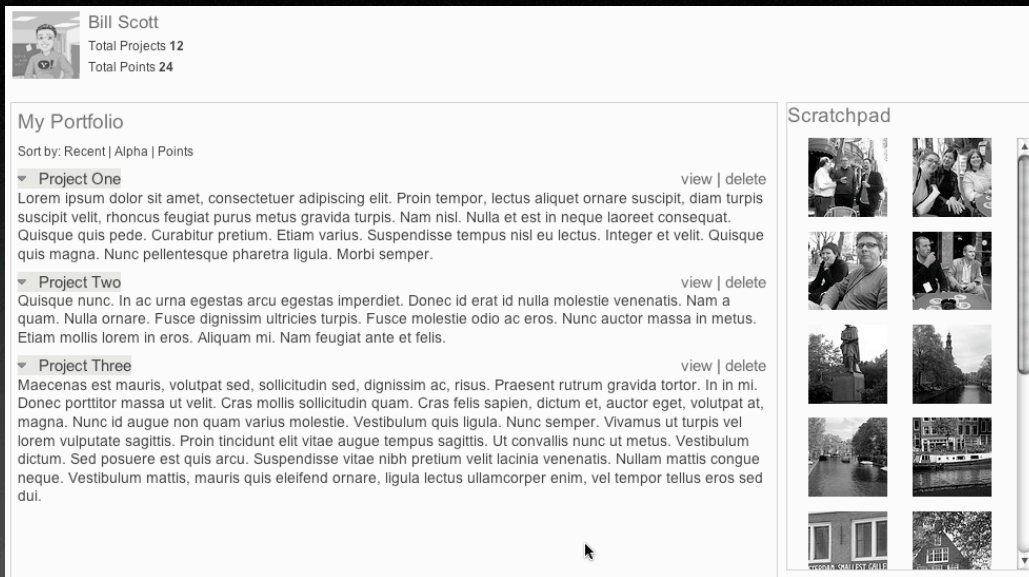 Bill Scott
Total Projects 12
Total Points 24
My Portfolio
Sort by: Recent | Alpha | Points
Project One view | delete
Lorem ipsum dolor sit amet, consectetuer adipiscing elit. Proin tempor, lectus aliquet ornare suscipit, diam turpis
suscipit velit, rhoncus feugiat purus metus gravida turpis. Nam nisl. Nulla et est in neque laoreet consequat.
Quisque quis pede. Curabitur pretium. Etiam varius. Suspendisse tempus nisl eu lectus. Integer et velit. Quisque
quis magna. Nunc pellentesque pharetra ligula. Morbi semper.
Project Two view | delete
Quisque nunc. In ac urna egestas arcu egestas imperdiet. Donec id erat id nulla molestie venenatis. Nam a
quam. Nulla ornare. Fusce dignissim ultricies turpis. Fusce molestie odio ac eros. Nunc auctor massa in metus.
Etiam mollis lorem in eros. Aliquam mi. Nam feugiat ante et felis.
Project Three view | delete
Maecenas est mauris, volutpat sed, sollicitudin sed, dignissim ac, risus. Praesent rutrum gravida tortor. In in mi.
Donec porttitor massa ut velit. Cras mollis sollicitudin quam. Cras felis sapien, dictum et, auctor eget, volutpat at,
magna. Nunc id augue non quam varius molestie. Vestibulum quis ligula. Nunc semper. Vivamus ut turpis vel
lorem vulputate sagittis. Proin tincidunt elit vitae augue tempus sagittis. Ut convallis nunc ut metus. Vestibulum
dictum. Sed posuere est quis arcu. Suspendisse vitae nibh pretium velit lacinia venenatis. Nullam mattis congue
neque. Vestibulum mattis, mauris quis eleifend ornare, ligula lectus ullamcorper enim, vel tempor tellus eros sed
dui.
Scratchpad
SMALLEST